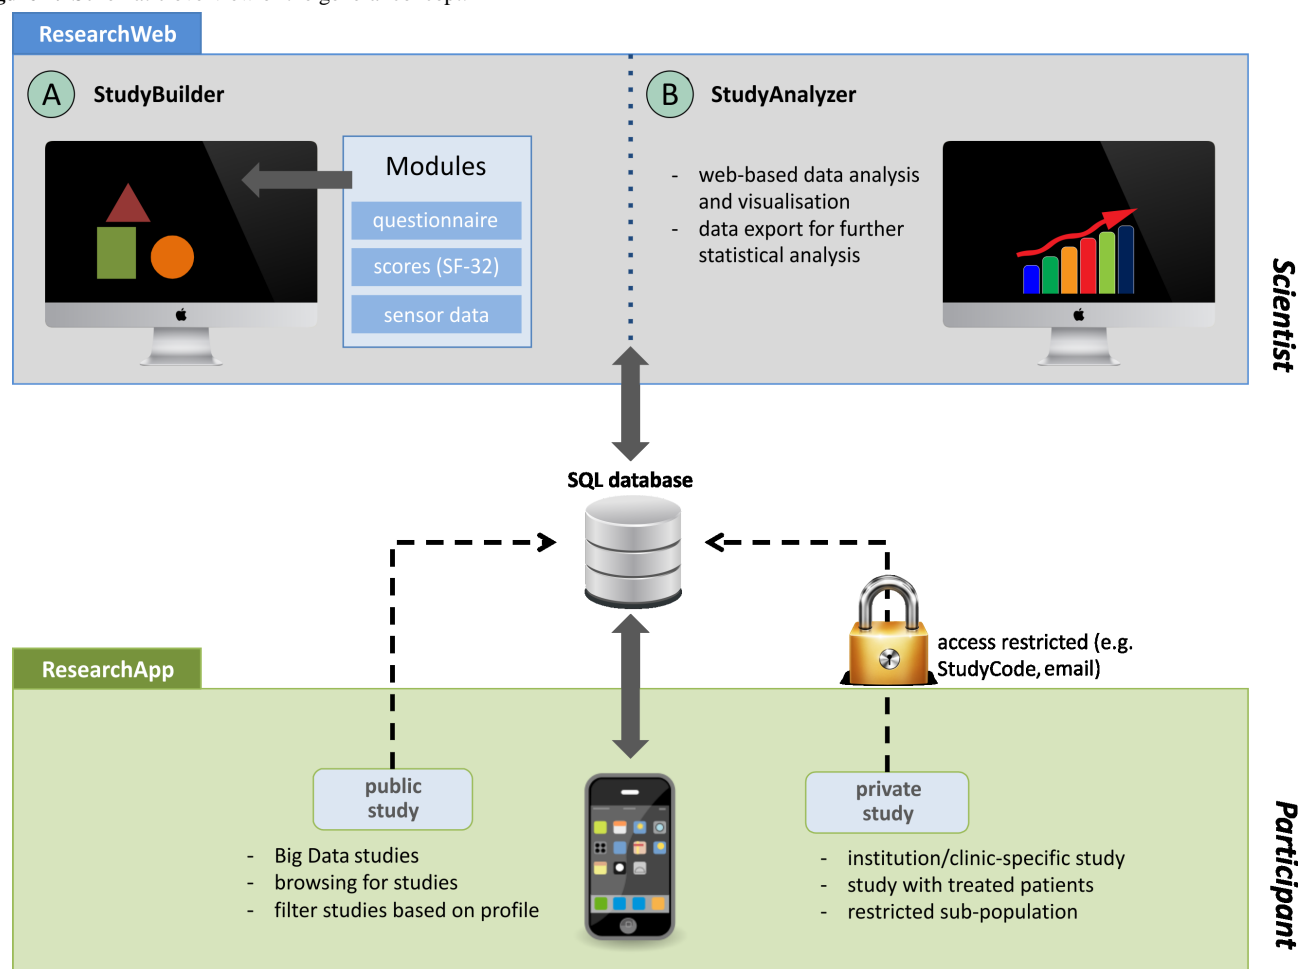 ResearchWeb
A StudyBuilder
Modules
questionnaire
scores (SF-32)
sensor data
B StudyAnalyzer
- web-based data analysis
and visualisation
- data export for further
statistical analysis
Scientist
SQL database
access restricted (e.g.
StudyCode, email)
ResearchApp
public
study
- Big Data studies
- browsing for studies
- filter studies based on profile
private
study
- institution/clinic-specific study
- study with treated patients
- restricted sub-population
Participant